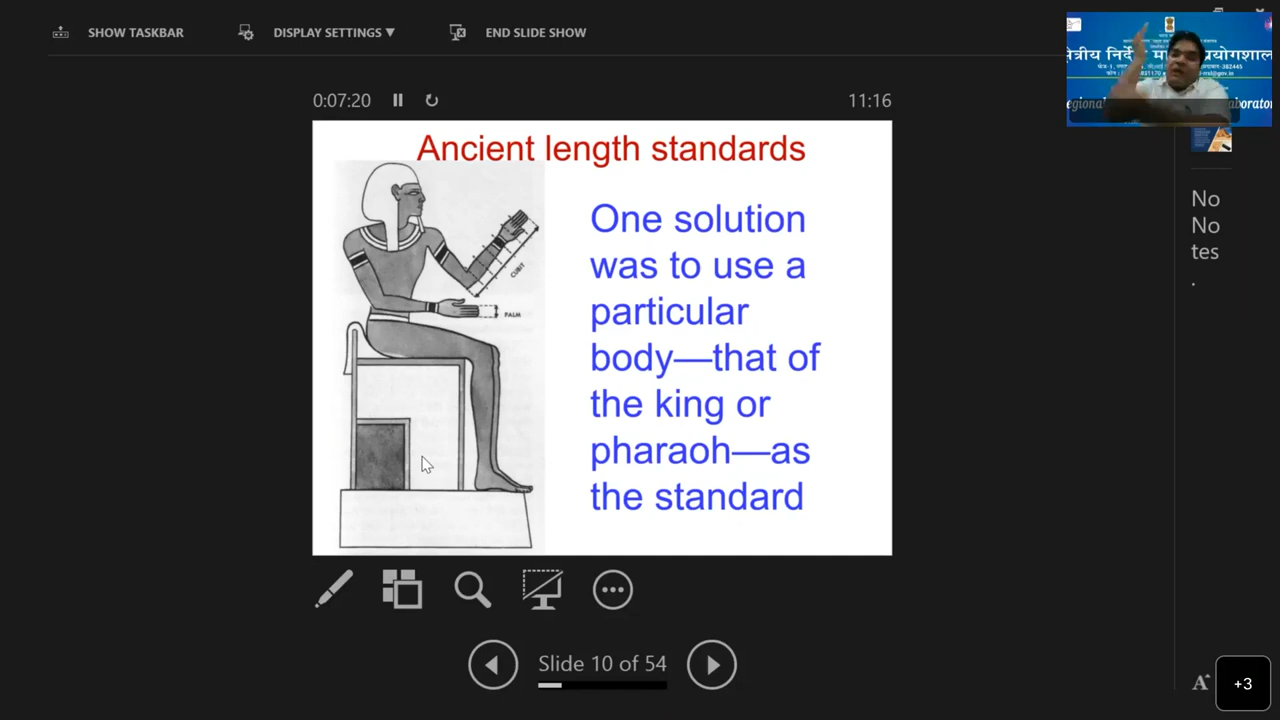 SHOW TASKBAR
DISPLAY SETTINGS ▼
END SLIDE SHOW
0:07:20
11:16
Ancient length standards
CUBIT
PALM
One solution
was to use a
particular
body—that of
the king or
pharaoh—as
the standard
Slide 10 of 54
No
No
tes
.
A
+3